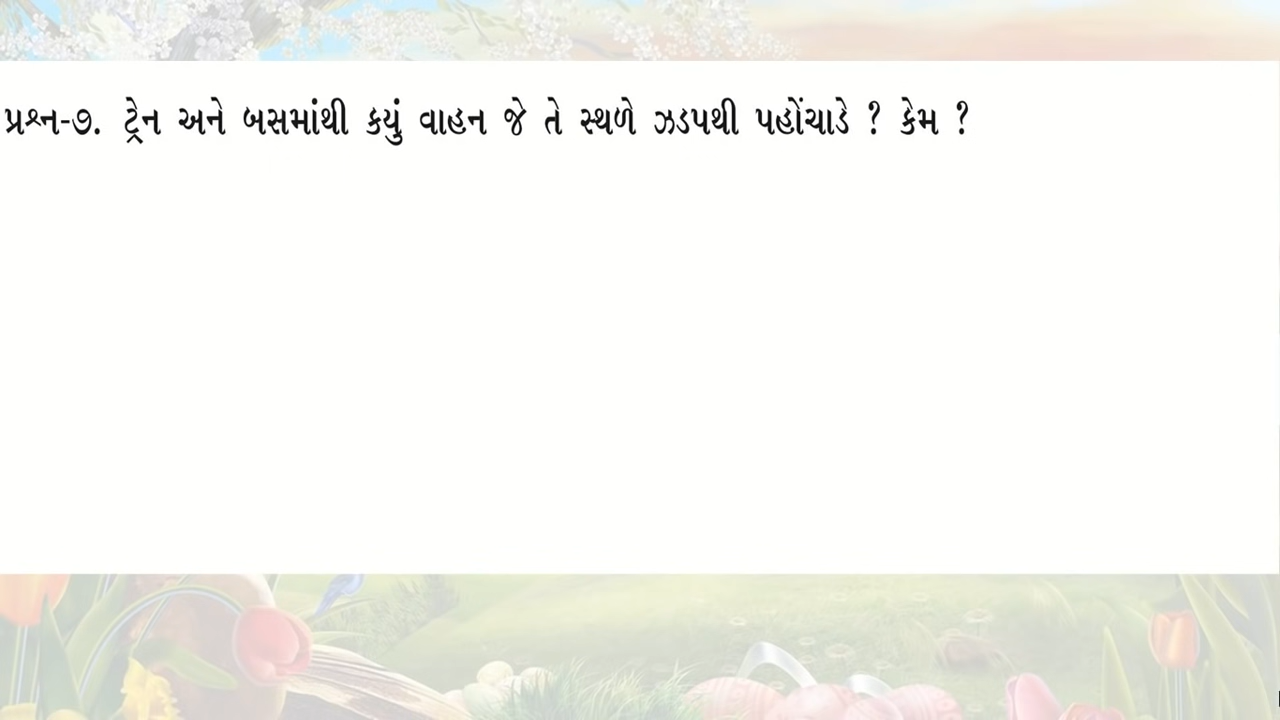 પ્રશ્ન-૭. ટ્રેન અને બસમાંથી કયું વાહન જે તે સ્થળે ઝડપથી પહોંચાડે ? કેમ ?